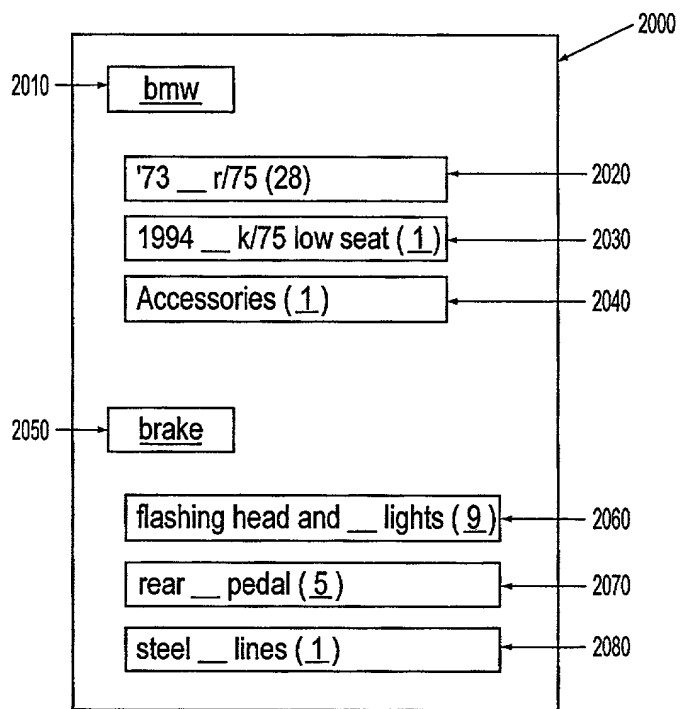 2000
2010 bmw
'73 __ r/75 (28) 2020
1994 __ k/75 low seat (1) 2030
Accessories (1) 2040
2050 brake
flashing head and __ lights (9) 2060
rear __ pedal (5) 2070
steel __ lines (1) 2080